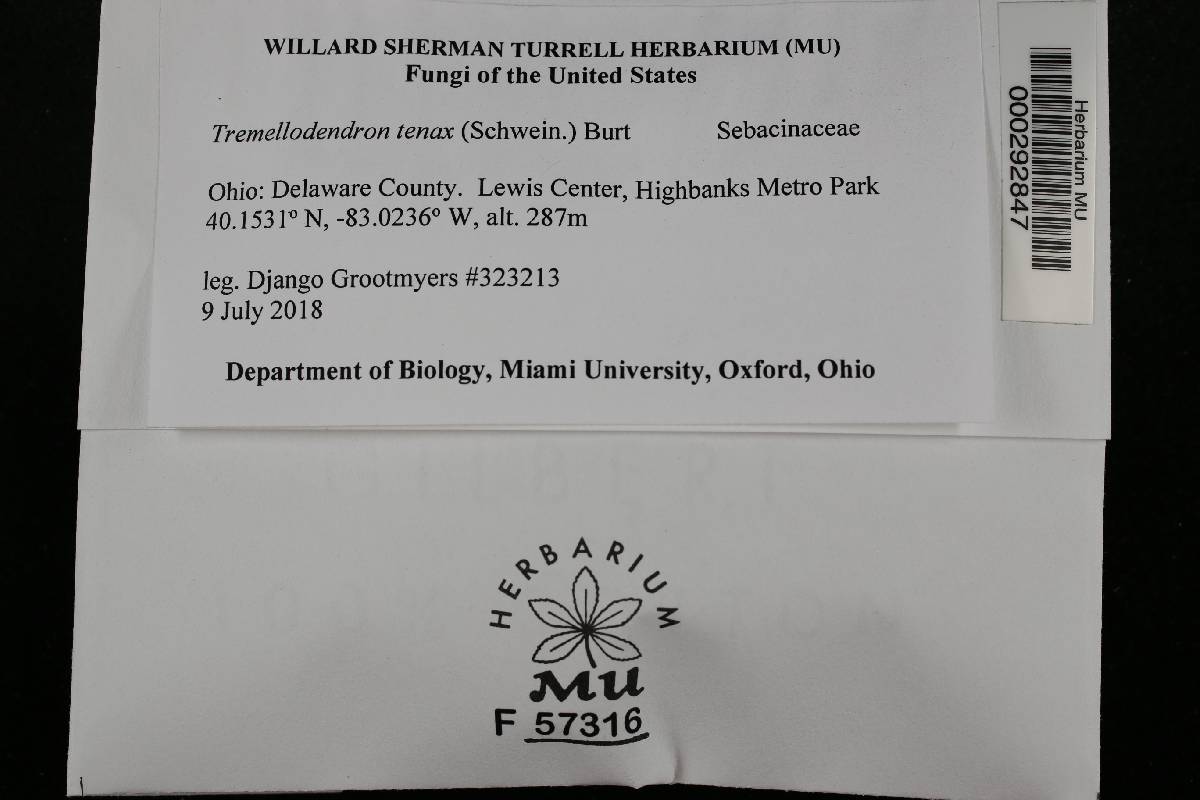 WILLARD SHERMAN TURRELL HERBARIUM (MU)
Fungi of the United States
Tremellodendron tenax (Schwein.) Burt Sebacinaceae
Ohio: Delaware County. Lewis Center, Highbanks Metro Park
40.1531º N, -83.0236º W, alt. 287m
leg. Django Grootmyers #323213
9 July 2018
Department of Biology, Miami University, Oxford, Ohio
Herbarium MU
000292847
HERBARIUM
MU
F 57316